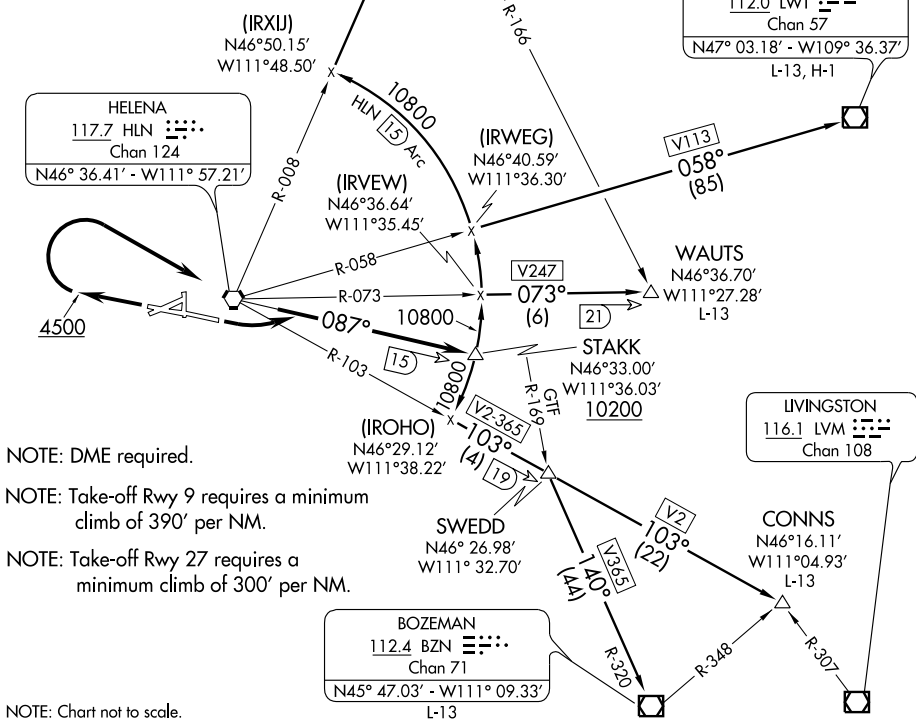 112.0 LWT
Chan 57
N47° 03.18' - W109° 36.37'
L-13, H-1
R-166
(IRXIJ)
N46°50.15'
W111°48.50'
HELENA
117.7 HLN
Chan 124
N46° 36.41' - W111° 57.21'
10800
HLN 15 Arc
R-008
(IRWEG)
N46°40.59'
W111°36.30'
V113
058°
(85)
(IRVEW)
N46°36.64'
W111°35.45'
R-058
R-073
V247
073°
(6)
21
WAUTS
N46°36.70'
W111°27.28'
L-13
4500
087°
15
10800
R-103
10800
STAKK
N46°33.00'
W111°36.03'
10200
GTF
R-169
(IROHO)
N46°29.12'
W111°38.22'
V2-365
103°
(4)
19
LIVINGSTON
116.1 LVM
Chan 108
SWEDD
N46° 26.98'
W111° 32.70'
V2
103°
(22)
V365
140°
(44)
CONNS
N46°16.11'
W111°04.93'
L-13
NOTE: DME required.
NOTE: Take-off Rwy 9 requires a minimum
climb of 390' per NM.
NOTE: Take-off Rwy 27 requires a
minimum climb of 300' per NM.
BOZEMAN
112.4 BZN
Chan 71
N45° 47.03' - W111° 09.33'
L-13
R-320
R-348
R-307
NOTE: Chart not to scale.